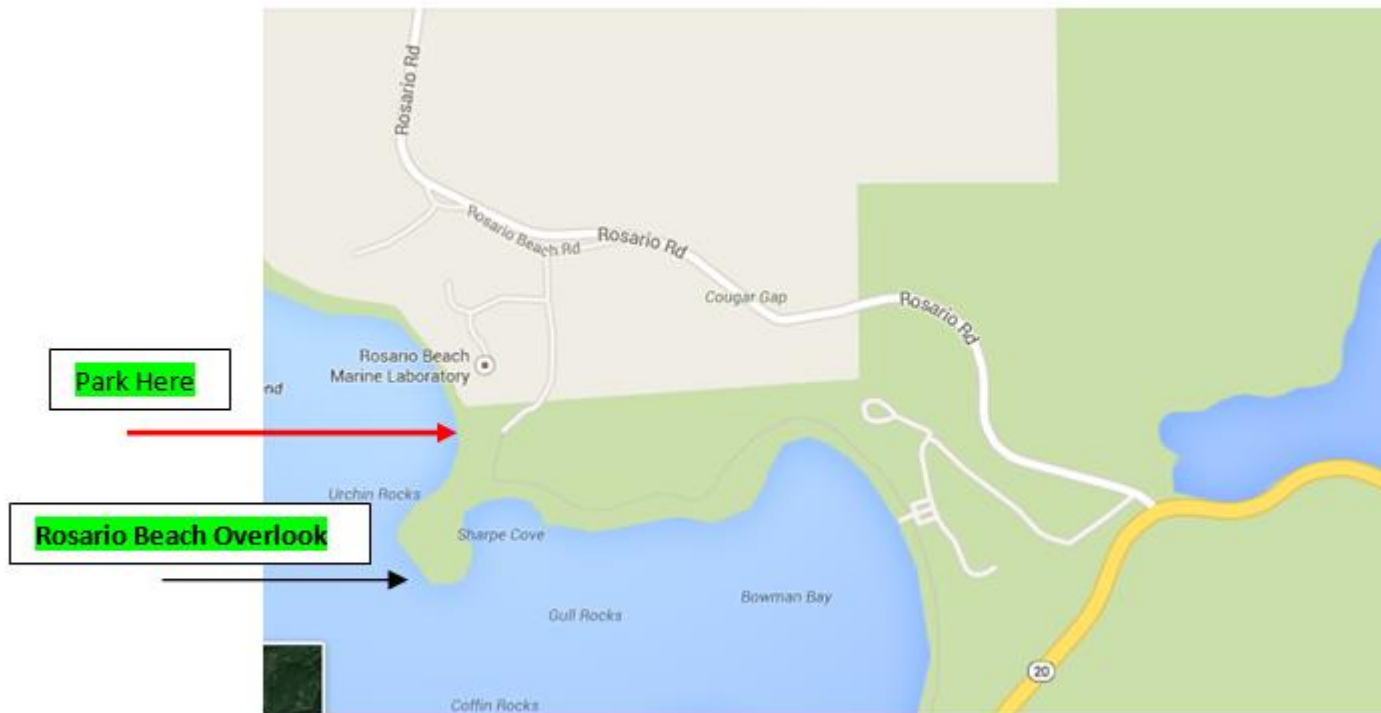 Rosario Rd
Rosario Beach Rd
Rosario Rd
Cougar Gap
Rosario Rd
Rosario Beach
Marine Laboratory
Park Here
nd
Urchin Rocks
Rosario Beach Overlook
Sharpe Cove
Gull Rocks
Bowman Bay
20
Coffin Rocks